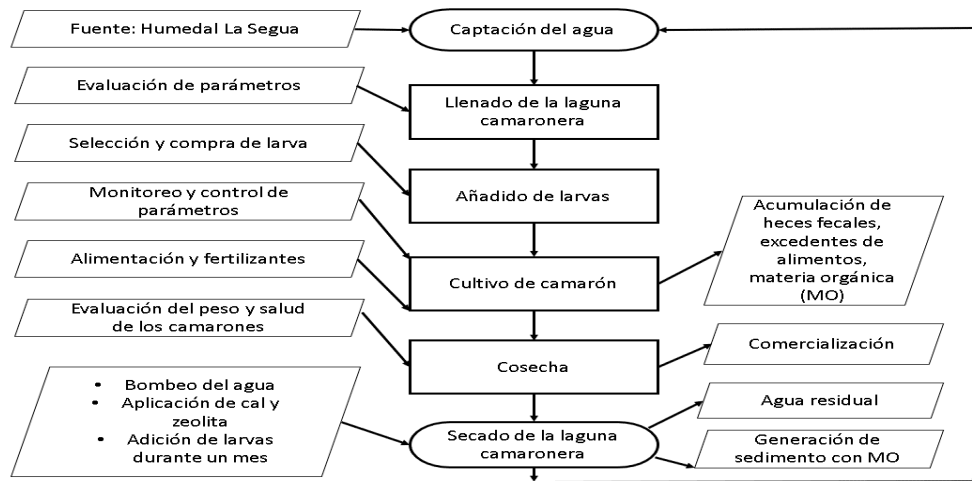 Fuente: Humedal La Segua
Captación del agua
Evaluación de parámetros
Llenado de la laguna
camaronera
Selección y compra de larva
Añadido de larvas
Monitoreo y control de
parámetros
Acumulación de
heces fecales,
excedentes de
alimentos,
materia orgánica
(MO)
Alimentación y fertilizantes
Cultivo de camarón
Evaluación del peso y salud
de los camarones
Cosecha
Comercialización
• Bombeo del agua
• Aplicación de cal y
zeolita
• Adición de larvas
durante un mes
Secado de la laguna
camaronera
Agua residual
Generación de
sedimento con MO